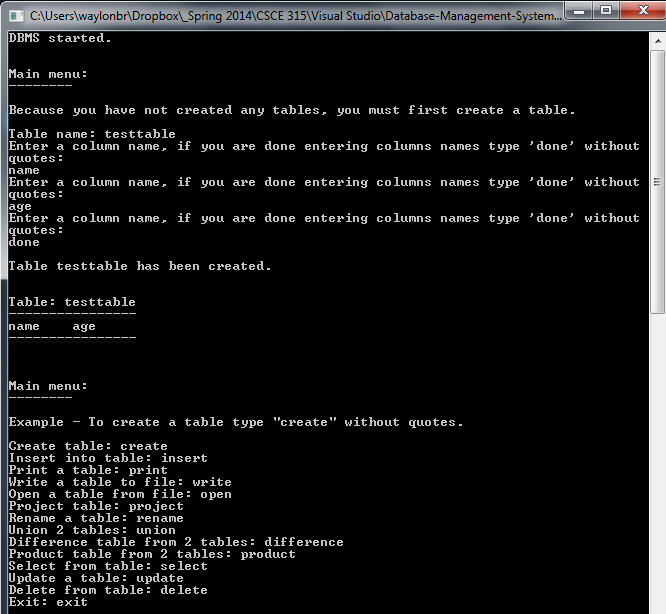 C:\Users\waylonbr\Dropbox\_Spring 2014\CSCE 315\Visual Studio\Database-Management-System...
DBMS started.
Main menu:
--------
Because you have not created any tables, you must first create a table.
Table name: testtable
Enter a column name, if you are done entering columns names type 'done' without
quotes:
name
Enter a column name, if you are done entering columns names type 'done' without
quotes:
age
Enter a column name, if you are done entering columns names type 'done' without
quotes:
done
Table testtable has been created.
Table: testtable
----------------
name    age
----------------
Main menu:
--------
Example - To create a table type "create" without quotes.
Create table: create
Insert into table: insert
Print a table: print
Write a table to file: write
Open a table from file: open
Project table: project
Rename a table: rename
Union 2 tables: union
Difference table from 2 tables: difference
Product table from 2 tables: product
Select from table: select
Update a table: update
Delete from table: delete
Exit: exit